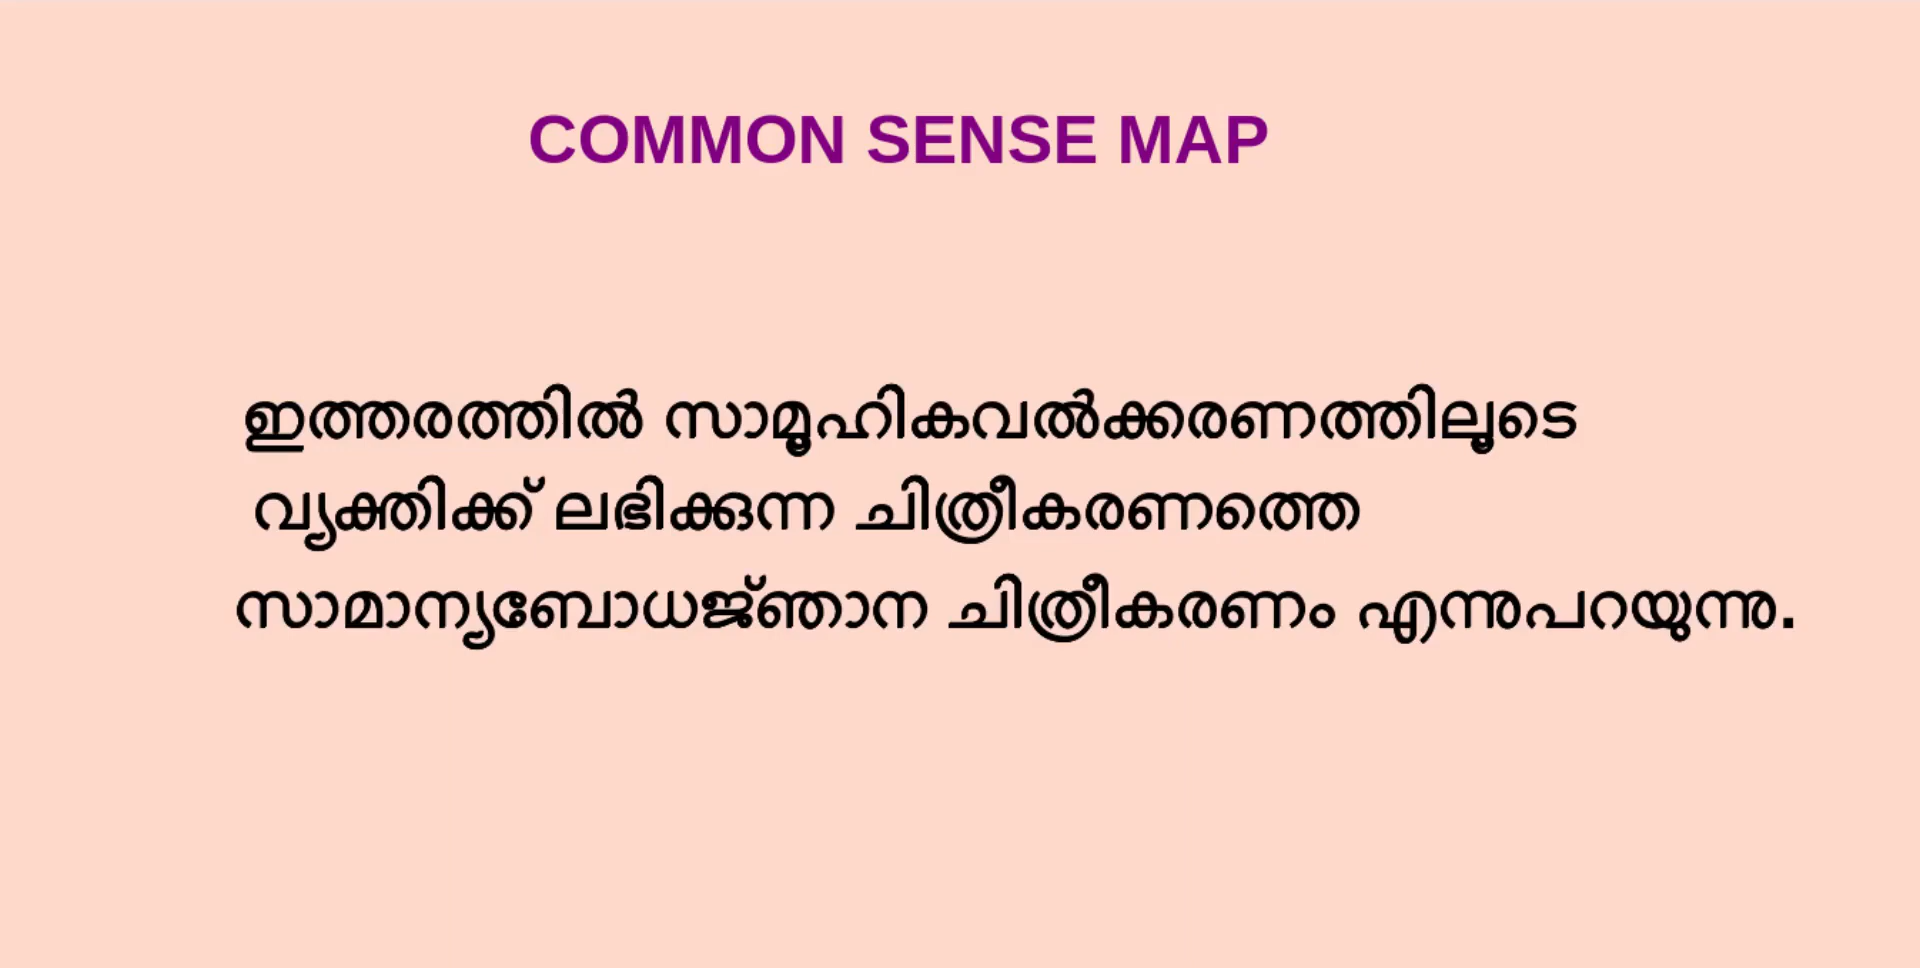 COMMON SENSE MAP
ഇത്തരത്തിൽ സാമൂഹികവൽക്കരണത്തിലൂടെ
വ്യക്തിക്ക് ലഭിക്കുന്ന ചിത്രീകരണത്തെ
സാമാന്യബോധജ്ഞാന ചിത്രീകരണം എന്നുപറയുന്നു.